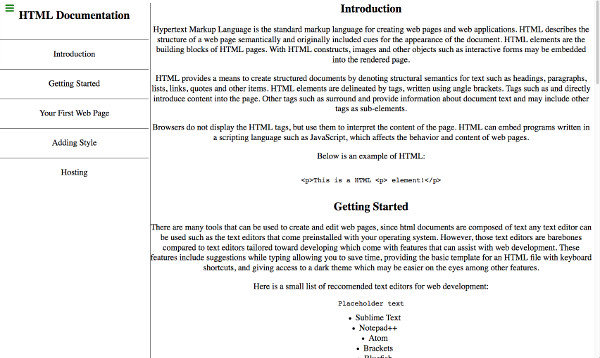 HTML Documentation
Introduction
Getting Started
Your First Web Page
Adding Style
Hosting
Introduction
Hypertext Markup Language is the standard markup language for creating web pages and web applications. HTML describes the
structure of a web page semantically and originally included cues for the appearance of the document. HTML elements are the
building blocks of HTML pages. With HTML constructs, images and other objects such as interactive forms may be embedded
into the rendered page.
HTML provides a means to create structured documents by denoting structural semantics for text such as headings, paragraphs,
lists, links, quotes and other items. HTML elements are delineated by tags, written using angle brackets. Tags such as and directly
introduce content into the page. Other tags such as surround and provide information about document text and may include other
tags as sub-elements.
Browsers do not display the HTML tags, but use them to interpret the content of the page. HTML can embed programs written in
a scripting language such as JavaScript, which affects the behavior and content of web pages.
Below is an example of HTML:
<p>This is a HTML <p> element!</p>
Getting Started
There are many tools that can be used to create and edit web pages, since html documents are composed of text any text editor can
be used such as the text editors that come preinstalled with your operating system. However, those text editors are barebones
compared to text editors tailored toward developing which come with features that can assist with web development. These
features include suggestions while typing allowing you to save time, providing the basic template for an HTML file with keyboard
shortcuts, and giving access to a dark theme which may be easier on the eyes among other features.
Here is a small list of reccomended text editors for web development:
Placeholder text
• Sublime Text
• Notepad++
• Atom
• Brackets